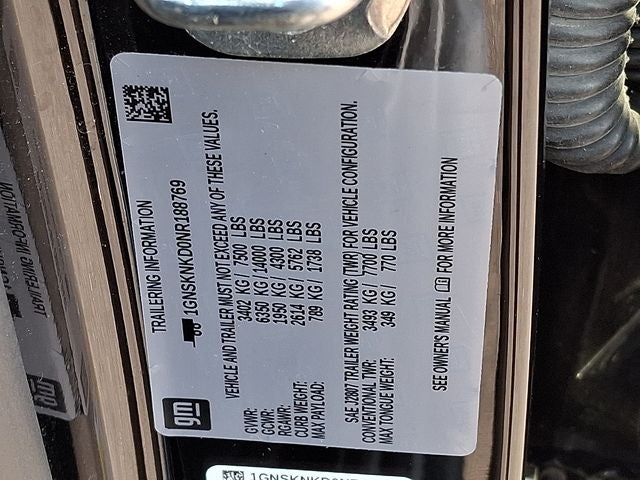 TRAILERING INFORMATION
1GNSKNKD0NR188769
gm
VEHICLE AND TRAILER MUST NOT EXCEED ANY OF THESE VALUES.
GVWR: 3402 KG / 7500 LBS
GCWR: 6350 KG / 14000 LBS
RGAWR: 1950 KG / 4300 LBS
CURB WEIGHT: 2614 KG / 5762 LBS
MAX PAYLOAD: 789 KG / 1738 LBS
SAE J2807 TRAILER WEIGHT RATING (TWR) FOR VEHICLE CONFIGURATION.
CONVENTIONAL TWR: 3493 KG / 7700 LBS
MAX TONGUE WEIGHT: 349 KG / 770 LBS
SEE OWNER'S MANUAL FOR MORE INFORMATION